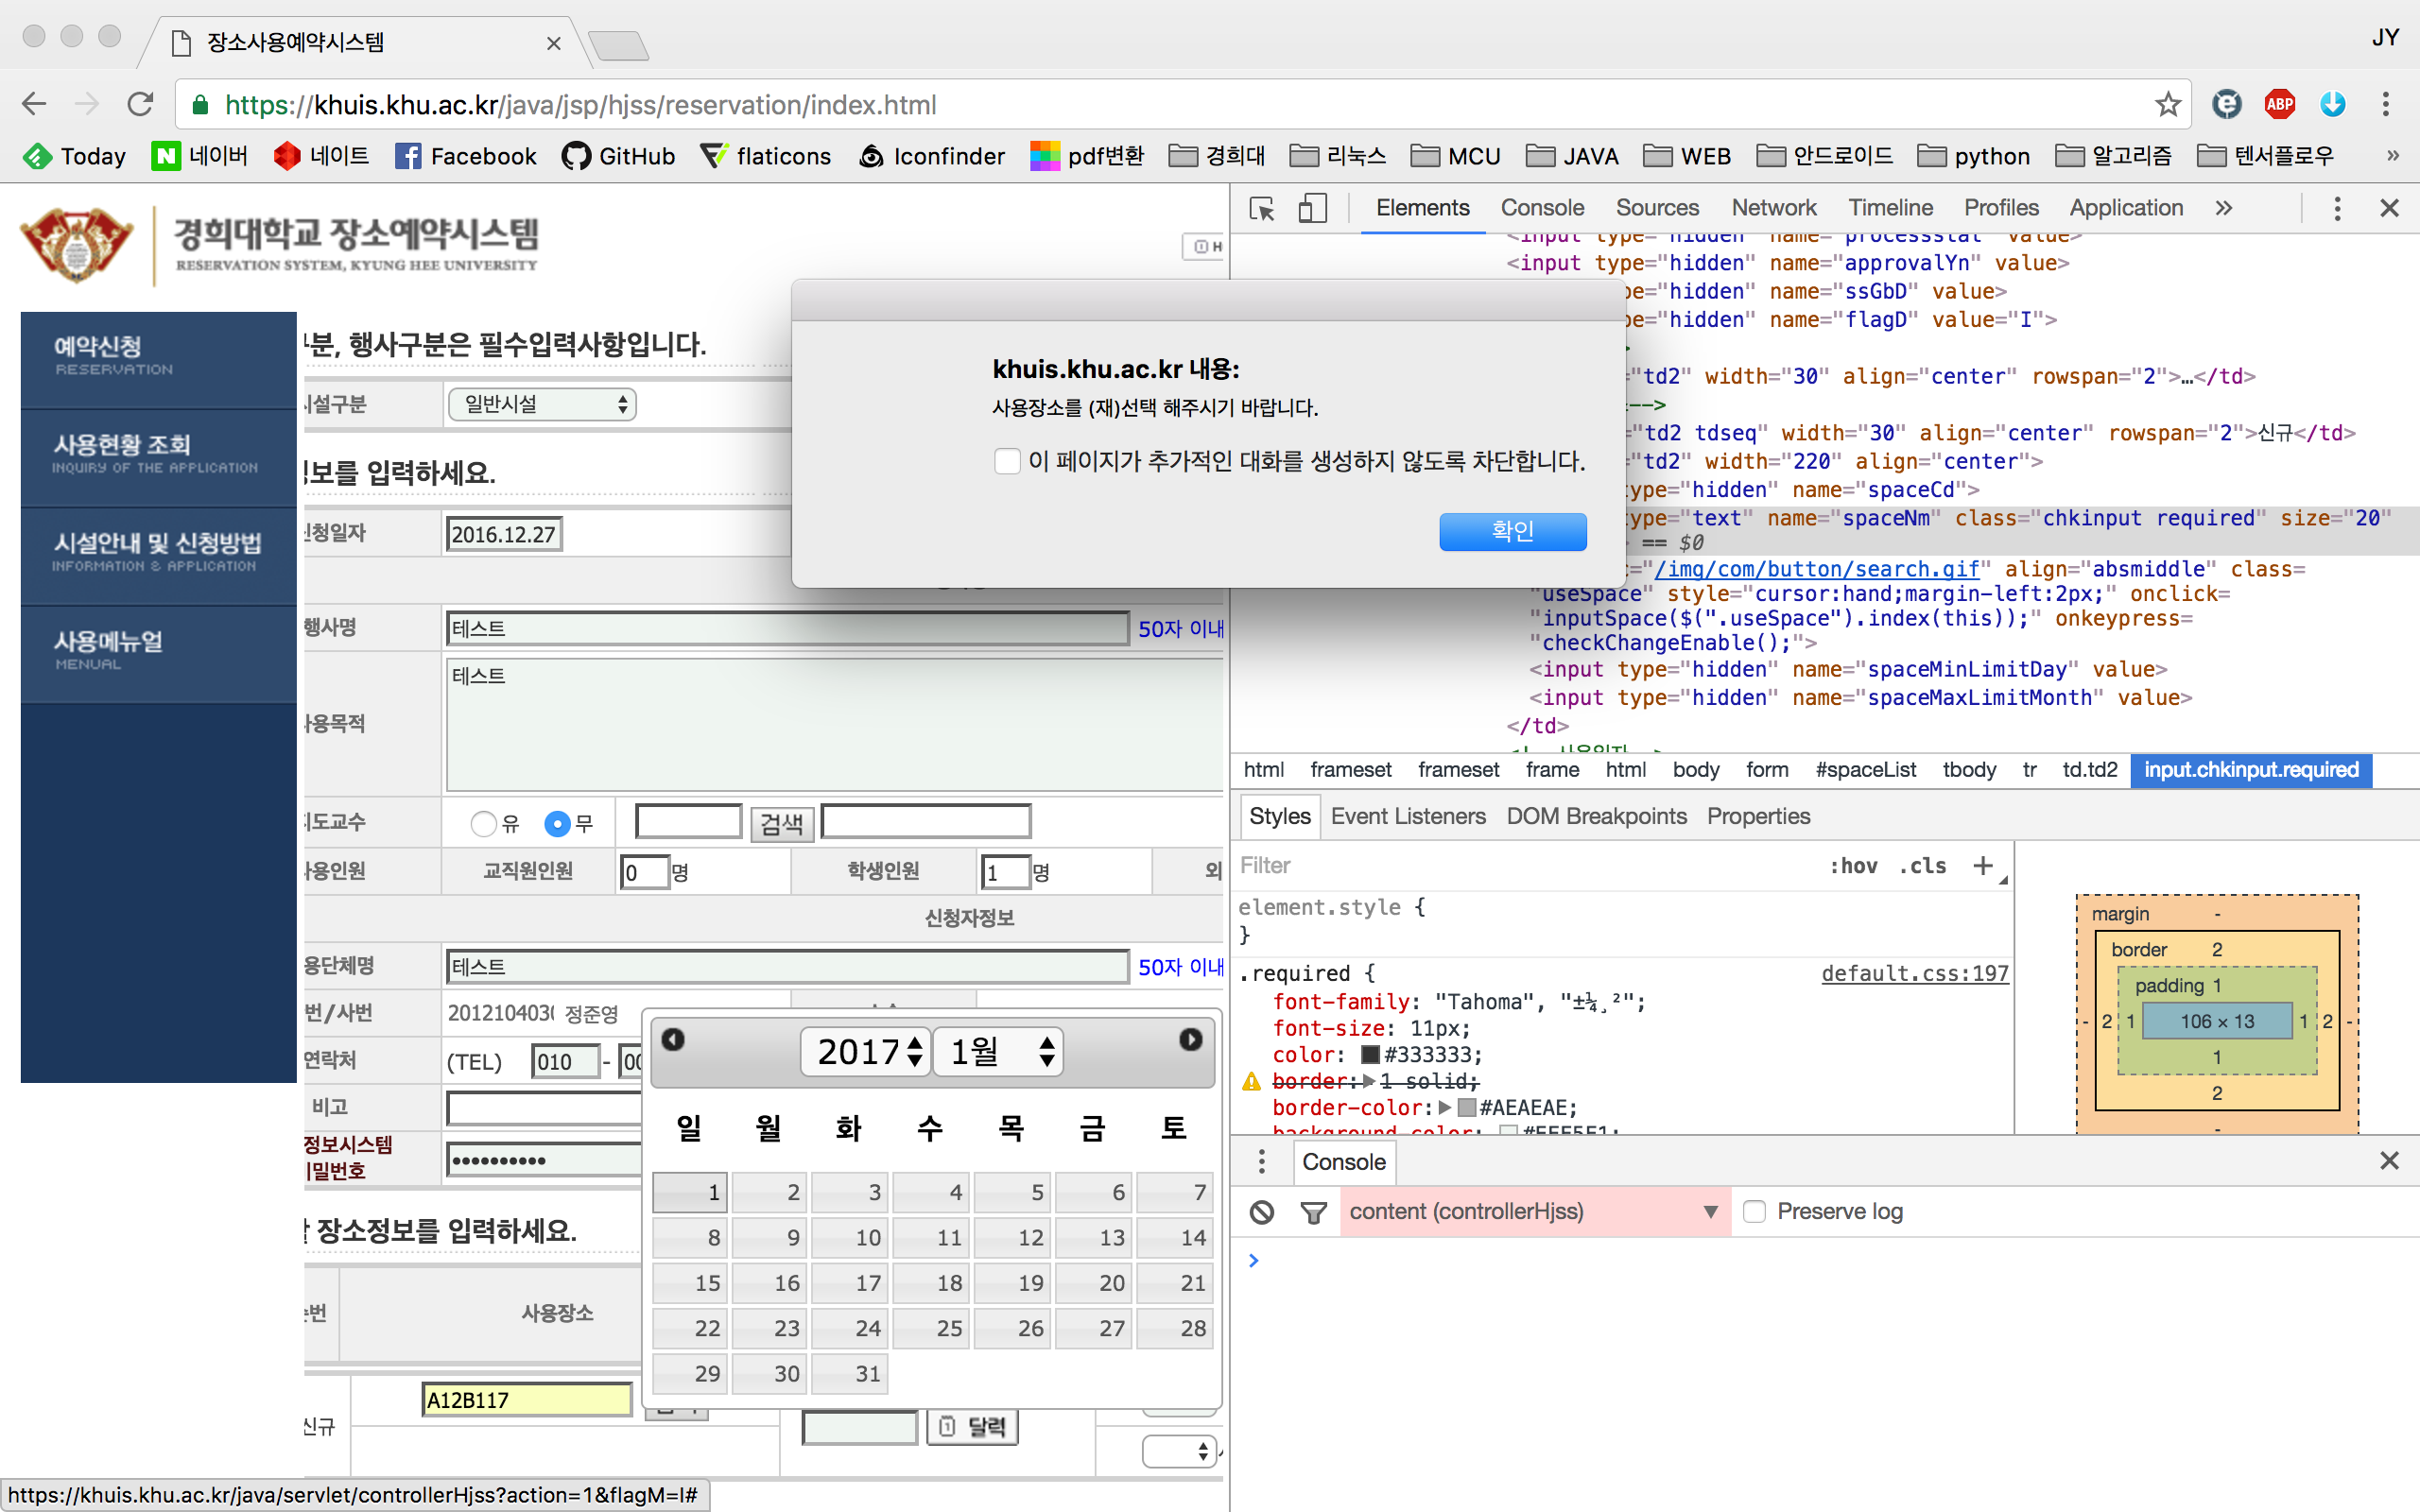 장소사용예약시스템
JY
https://khuis.khu.ac.kr/java/jsp/hjss/reservation/index.html
ABP
Today 네이버 네이트 Facebook GitHub flaticons Iconfinder pdf변환 경희대 리눅스 MCU JAVA WEB 안드로이드 python 알고리즘 텐서플로우 »
경희대학교 장소예약시스템
RESERVATION SYSTEM, KYUNG HEE UNIVERSITY
예약신청
RESERVATION
사용현황 조회
INQUIRY OF THE APPLICATION
시설안내 및 신청방법
INFORMATION & APPLICATION
사용메뉴얼
MENUAL
분, 행사구분은 필수입력사항입니다.
시설구분 일반시설
보를 입력하세요.
신청일자 2016.12.27
행사명 테스트 50자 이내
사용목적 테스트
지도교수 유 무 검색
사용인원 교직원인원 0 명 학생인원 1 명 외
신청자정보
용단체명 테스트 50자 이내
번/사번 201210403 정준영
연락처 (TEL) 010 - 00
비고
정보시스템
비밀번호 ••••••••••
장소정보를 입력하세요.
순번 사용장소
신규 A12B117
달력
2017 1월
일 월 화 수 목 금 토
1 2 3 4 5 6 7
8 9 10 11 12 13 14
15 16 17 18 19 20 21
22 23 24 25 26 27 28
29 30 31
https://khuis.khu.ac.kr/java/servlet/controllerHjss?action=1&flagM=I#
khuis.khu.ac.kr 내용:
사용장소를 (재)선택 해주시기 바랍니다.
이 페이지가 추가적인 대화를 생성하지 않도록 차단합니다.
확인
Elements Console Sources Network Timeline Profiles Application »
<input type="hidden" name="processstat" value>
<input type="hidden" name="approvalYn" value>
pe="hidden" name="ssGbD" value>
pe="hidden" name="flagD" value="I">
>
="td2" width="30" align="center" rowspan="2">…</td>
-->
="td2 tdseq" width="30" align="center" rowspan="2">신규</td>
="td2" width="220" align="center">
type="hidden" name="spaceCd">
type="text" name="spaceNm" class="chkinput required" size="20"
== $0
="/img/com/button/search.gif" align="absmiddle" class=
"useSpace" style="cursor:hand;margin-left:2px;" onclick=
"inputSpace($(".useSpace").index(this));" onkeypress=
"checkChangeEnable();">
<input type="hidden" name="spaceMinLimitDay" value>
<input type="hidden" name="spaceMaxLimitMonth" value>
</td>
<!-- 사용일자 -->
html frameset frameset frame html body form #spaceList tbody tr td.td2 input.chkinput.required
Styles Event Listeners DOM Breakpoints Properties
Filter :hov .cls +
element.style {
}
.required { default.css:197
font-family: "Tahoma", "±¼¸²";
font-size: 11px;
color: #333333;
border: 1 solid;
border-color: #AEAEAE;
background-color: #EEF5F1;
margin -
border 2
padding 1
- 2 1 106 × 13 1 2 -
1
2
-
Console
content (controllerHjss) ▼ Preserve log
>